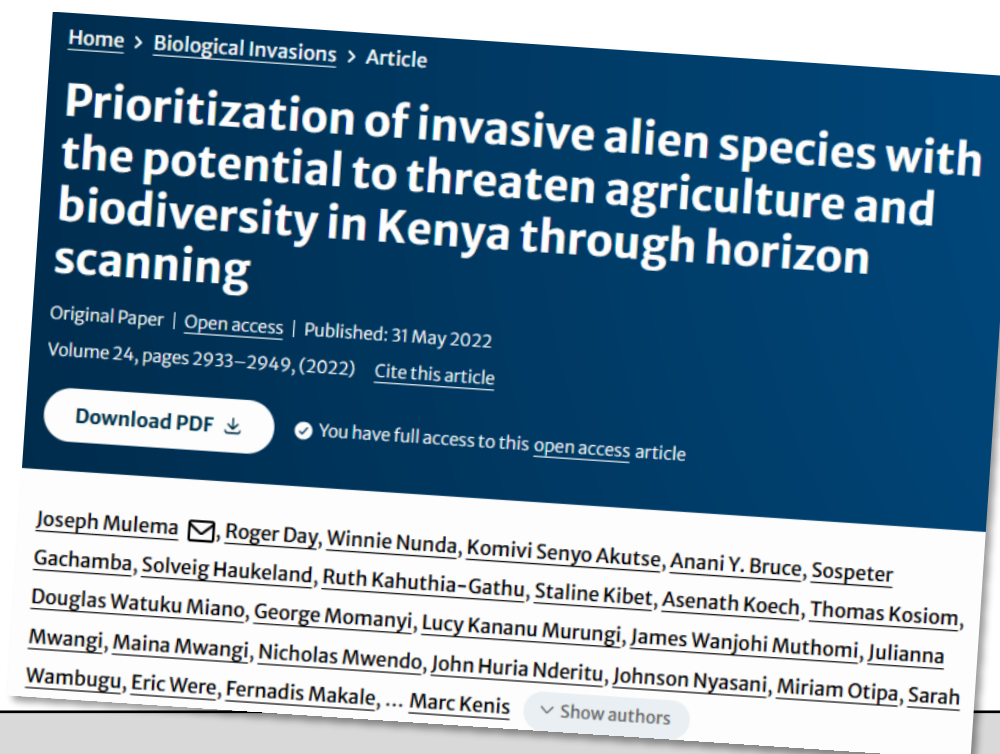 Home > Biological Invasions > Article
Prioritization of invasive alien species with
the potential to threaten agriculture and
biodiversity in Kenya through horizon
scanning
Original Paper | Open access | Published: 31 May 2022
Volume 24, pages 2933–2949, (2022) Cite this article
Download PDF You have full access to this open access article
Joseph Mulema, Roger Day, Winnie Nunda, Komivi Senyo Akutse, Anani Y. Bruce, Sospeter
Gachamba, Solveig Haukeland, Ruth Kahuthia-Gathu, Staline Kibet, Asenath Koech, Thomas Kosiom,
Douglas Watuku Miano, George Momanyi, Lucy Kananu Murungi, James Wanjohi Muthomi, Julianna
Mwangi, Maina Mwangi, Nicholas Mwendo, John Huria Nderitu, Johnson Nyasani, Miriam Otipa, Sarah
Wambugu, Eric Were, Fernadis Makale, … Marc Kenis Show authors